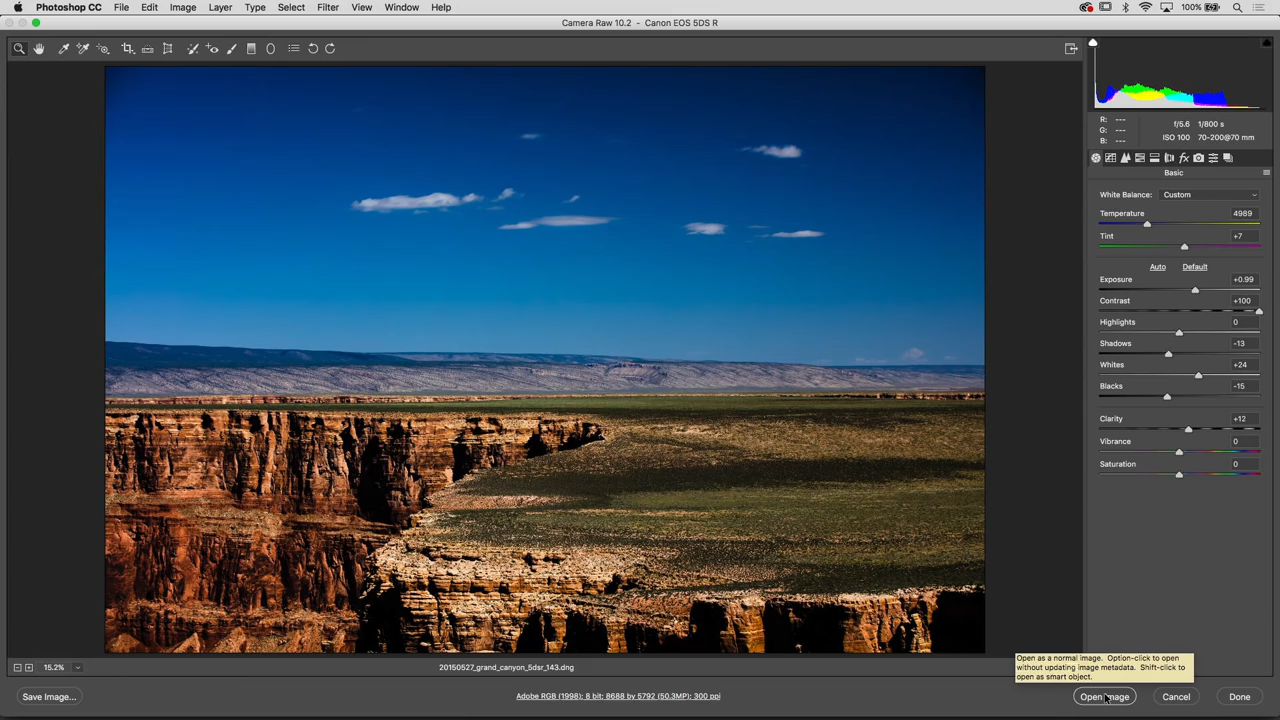 Photoshop CC File Edit Image Layer Type Select Filter View Window Help 100%
Camera Raw 10.2 - Canon EOS 5DS R
R: ---
G: ---
B: ---
f/5.6 1/800 s
ISO 100 70-200@70 mm
Basic
White Balance: Custom
Temperature 4989
Tint +7
Auto Default
Exposure +0.99
Contrast +100
Highlights 0
Shadows -13
Whites +24
Blacks -15
Clarity +12
Vibrance 0
Saturation 0
Open as a normal image. Option-click to open
without updating image metadata. Shift-click to
open as smart object.
15.2% 20150527_grand_canyon_5dsr_143.dng
Save Image... Adobe RGB (1998); 8 bit; 8688 by 5792 (50.3MP); 300 ppi Open Image Cancel Done